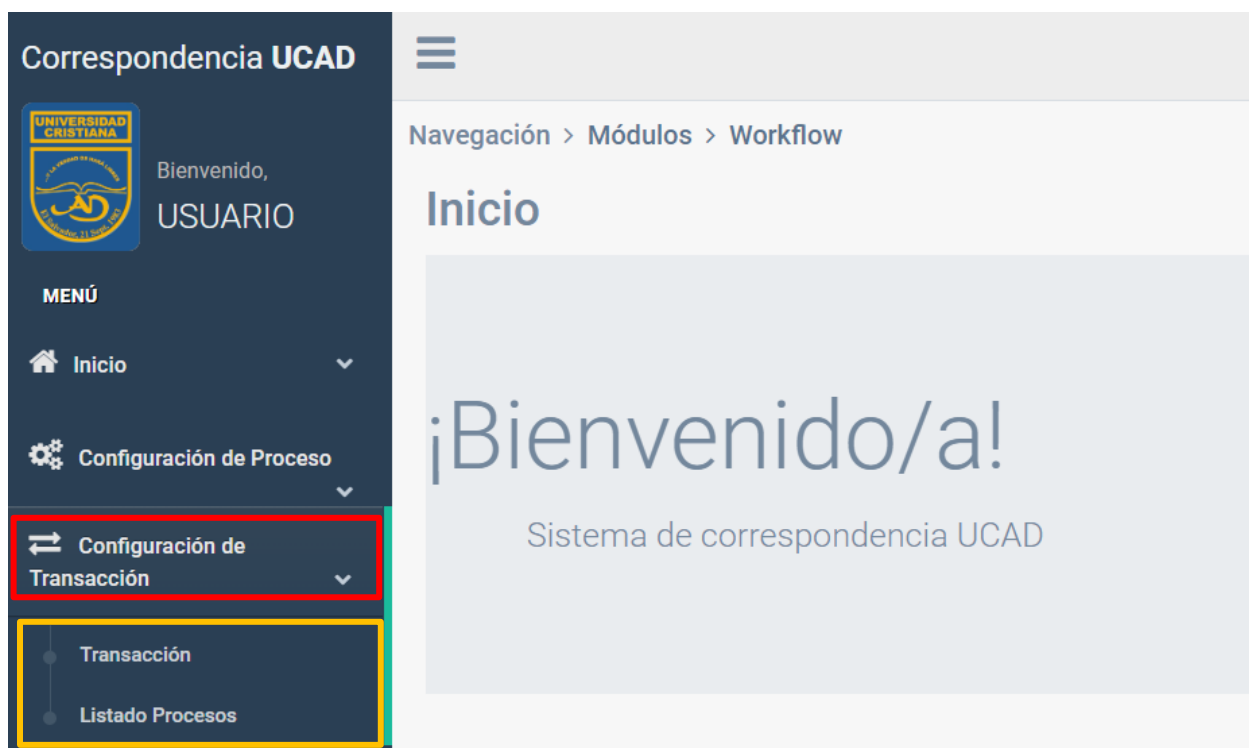 Correspondencia UCAD
UNIVERSIDAD
CRISTIANA
Bienvenido,
USUARIO
MENÚ
Inicio
Configuración de Proceso
Configuración de
Transacción
Transacción
Listado Procesos
Navegación > Módulos > Workflow
Inicio
¡Bienvenido/a!
Sistema de correspondencia UCAD